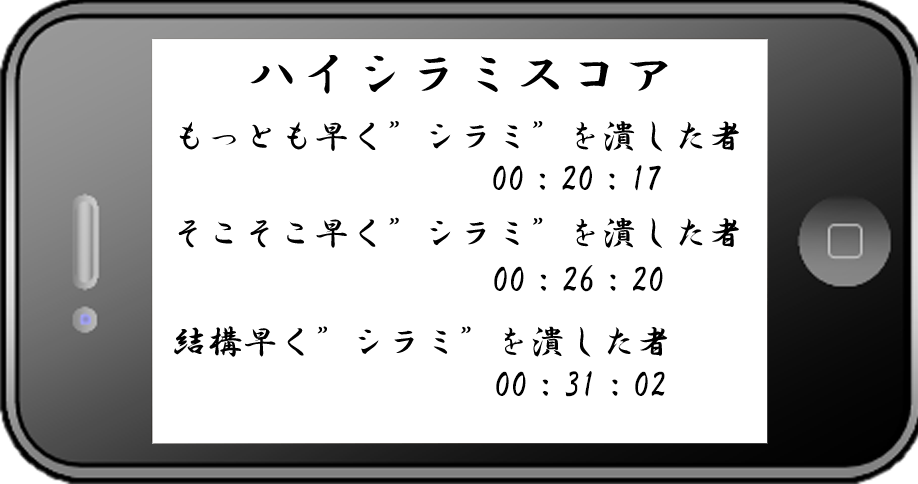 ハイシラミスコア
もっとも早く”シラミ”を潰した者
00：20：17
そこそこ早く”シラミ”を潰した者
00：26：20
結構早く”シラミ”を潰した者
00：31：02